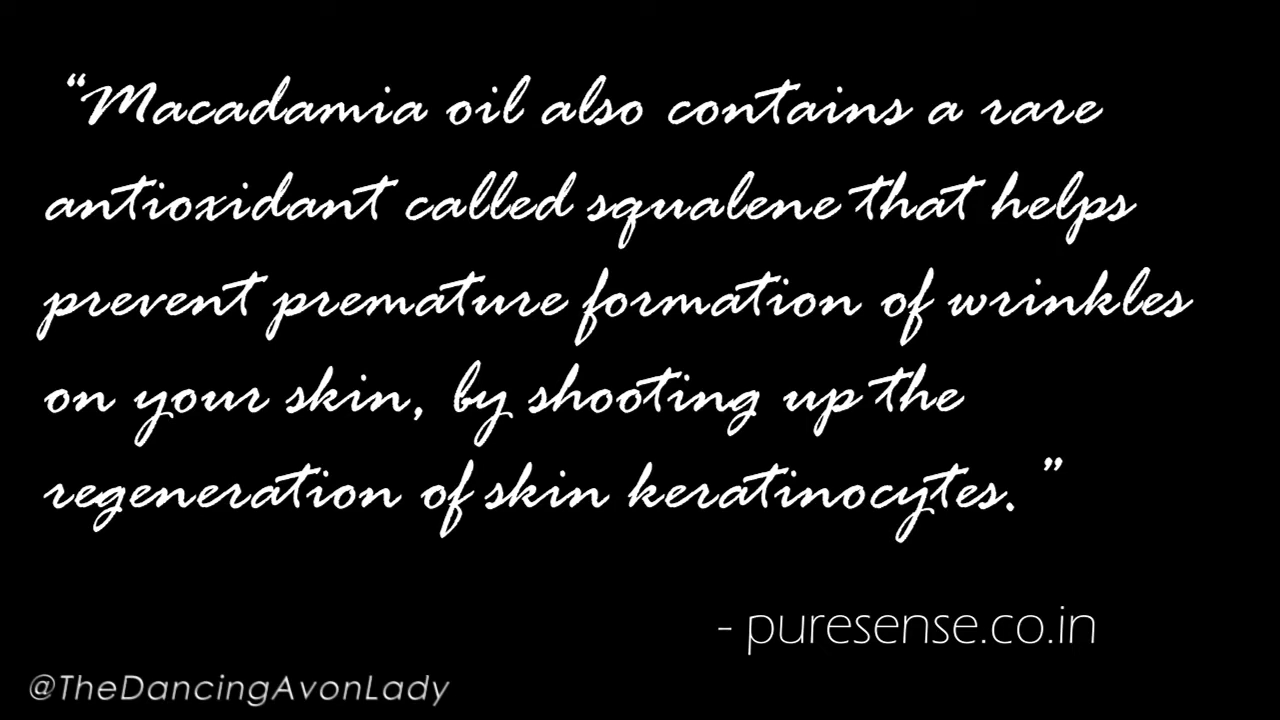 “Macadamia oil also contains a rare
antioxidant called squalene that helps
prevent premature formation of wrinkles
on your skin, by shooting up the
regeneration of skin keratinocytes.”
- puresense.co.in
@TheDancingAvonLady